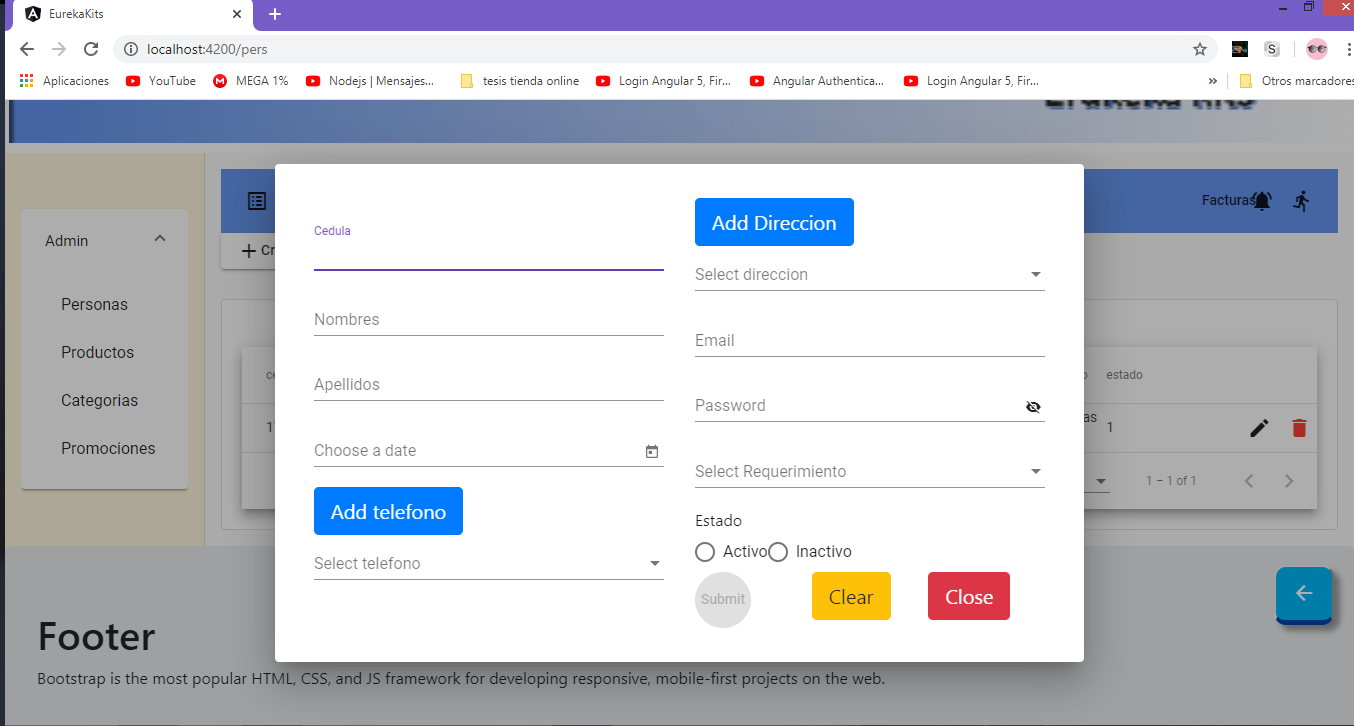 EurekaKits
localhost:4200/pers
Aplicaciones YouTube MEGA 1% Nodejs | Mensajes... tesis tienda online Login Angular 5, Fir... Angular Authentica... Login Angular 5, Fir... » Otros marcadores
Admin
Personas
Productos
Categorias
Promociones
Facturas
Cr
Cedula
Nombres
Apellidos
Choose a date
Add telefono
Select telefono
Add Direccion
Select direccion
Email
Password
Select Requerimiento
Estado
Activo Inactivo
Submit Clear Close
estado
as 1
1 – 1 of 1
Footer
Bootstrap is the most popular HTML, CSS, and JS framework for developing responsive, mobile-first projects on the web.